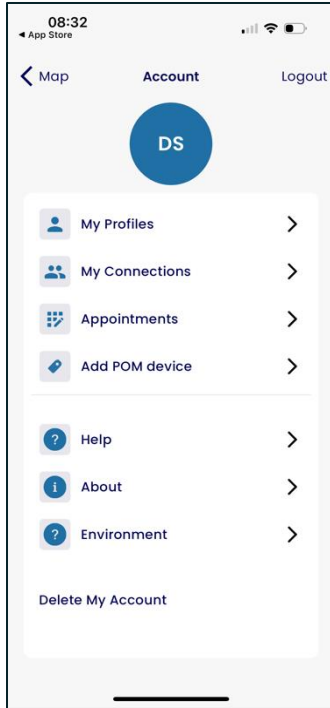 08:32
◀ App Store
Map Account Logout
DS
My Profiles
My Connections
Appointments
Add POM device
? Help
i About
? Environment
Delete My Account